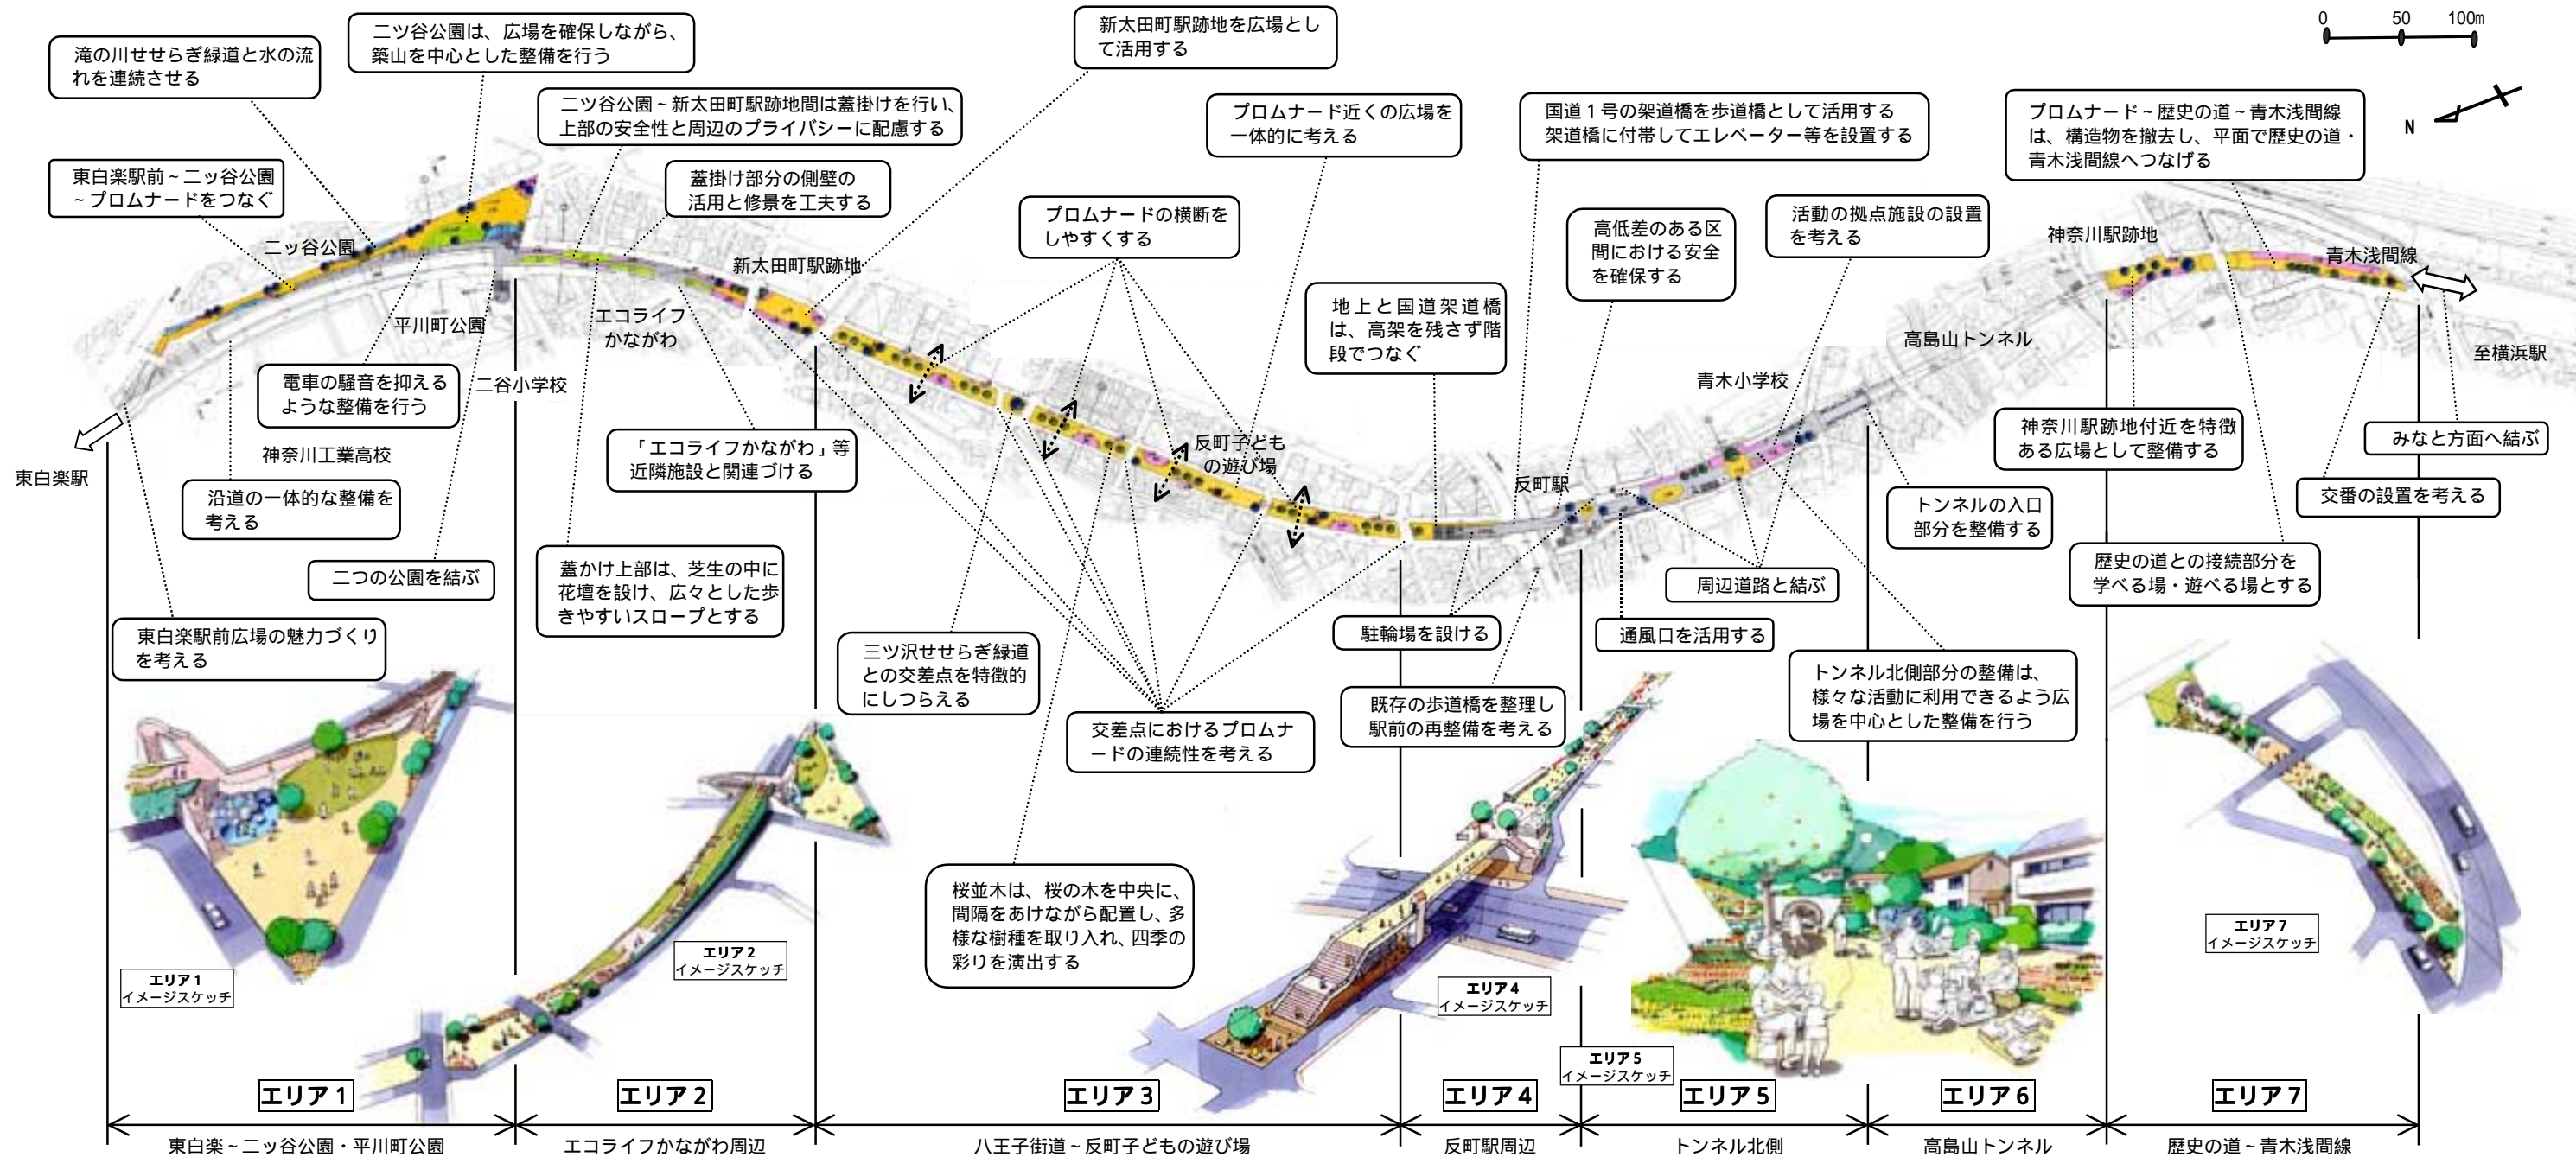 0　50　100m
N
滝の川せせらぎ緑道と水の流
れを連続させる
二ツ谷公園は、広場を確保しながら、
築山を中心とした整備を行う
新太田町駅跡地を広場とし
て活用する
二ツ谷公園～新太田町駅跡地間は蓋掛けを行い、
上部の安全性と周辺のプライバシーに配慮する
プロムナード近くの広場を
一体的に考える
国道１号の架道橋を歩道橋として活用する
架道橋に付帯してエレベーター等を設置する
プロムナード～歴史の道～青木浅間線
は、構造物を撤去し、平面で歴史の道・
青木浅間線へつなげる
東白楽駅前～二ッ谷公園
～プロムナードをつなぐ
蓋掛け部分の側壁の
活用と修景を工夫する
プロムナードの横断を
しやすくする
高低差のある区
間における安全
を確保する
活動の拠点施設の設置
を考える
二ッ谷公園
新太田町駅跡地
神奈川駅跡地
青木浅間線
平川町公園
エコライフ
かながわ
地上と国道架道橋
は、高架を残さず階
段でつなぐ
高島山トンネル
至横浜駅
電車の騒音を抑える
ような整備を行う
二谷小学校
青木小学校
神奈川工業高校
東白楽駅
「エコライフかながわ」等
近隣施設と関連づける
反町子ども
の遊び場
反町駅
神奈川駅跡地付近を特徴
ある広場として整備する
みなと方面へ結ぶ
沿道の一体的な整備を
考える
トンネルの入口
部分を整備する
交番の設置を考える
二つの公園を結ぶ
蓋かけ上部は、芝生の中に
花壇を設け、広々とした歩
きやすいスロープとする
周辺道路と結ぶ
歴史の道との接続部分を
学べる場・遊べる場とする
東白楽駅前広場の魅力づくり
を考える
三ツ沢せせらぎ緑道
との交差点を特徴的
にしつらえる
駐輪場を設ける
通風口を活用する
交差点におけるプロムナ
ードの連続性を考える
既存の歩道橋を整理し
駅前の再整備を考える
トンネル北側部分の整備は、
様々な活動に利用できるよう広
場を中心とした整備を行う
桜並木は、桜の木を中央に、
間隔をあけながら配置し、多
様な樹種を取り入れ、四季の
彩りを演出する
エリア１
イメージスケッチ
エリア２
イメージスケッチ
エリア４
イメージスケッチ
エリア５
イメージスケッチ
エリア７
イメージスケッチ
エリア１
エリア２
エリア３
エリア４
エリア５
エリア６
エリア７
東白楽～二ッ谷公園・平川町公園
エコライフかながわ周辺
八王子街道～反町子どもの遊び場
反町駅周辺
トンネル北側
高島山トンネル
歴史の道～青木浅間線